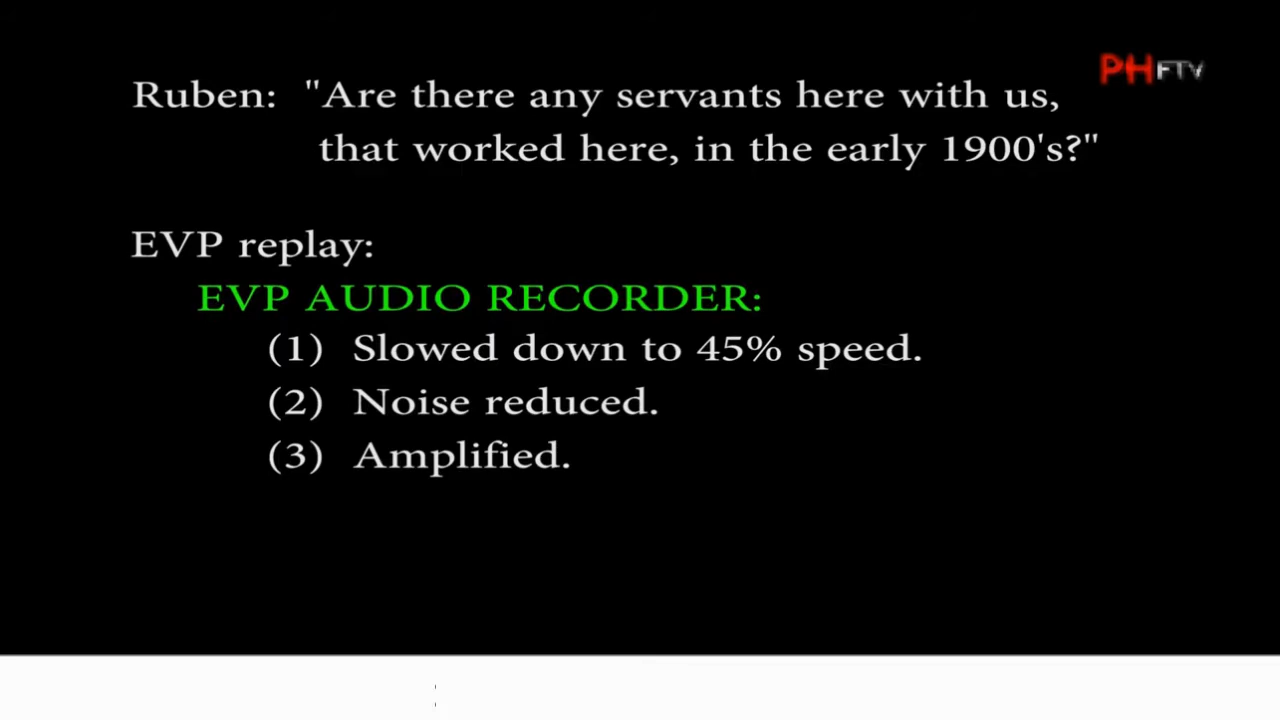 PHFTV
Ruben: "Are there any servants here with us,
that worked here, in the early 1900's?"
EVP replay:
EVP AUDIO RECORDER:
(1) Slowed down to 45% speed.
(2) Noise reduced.
(3) Amplified.